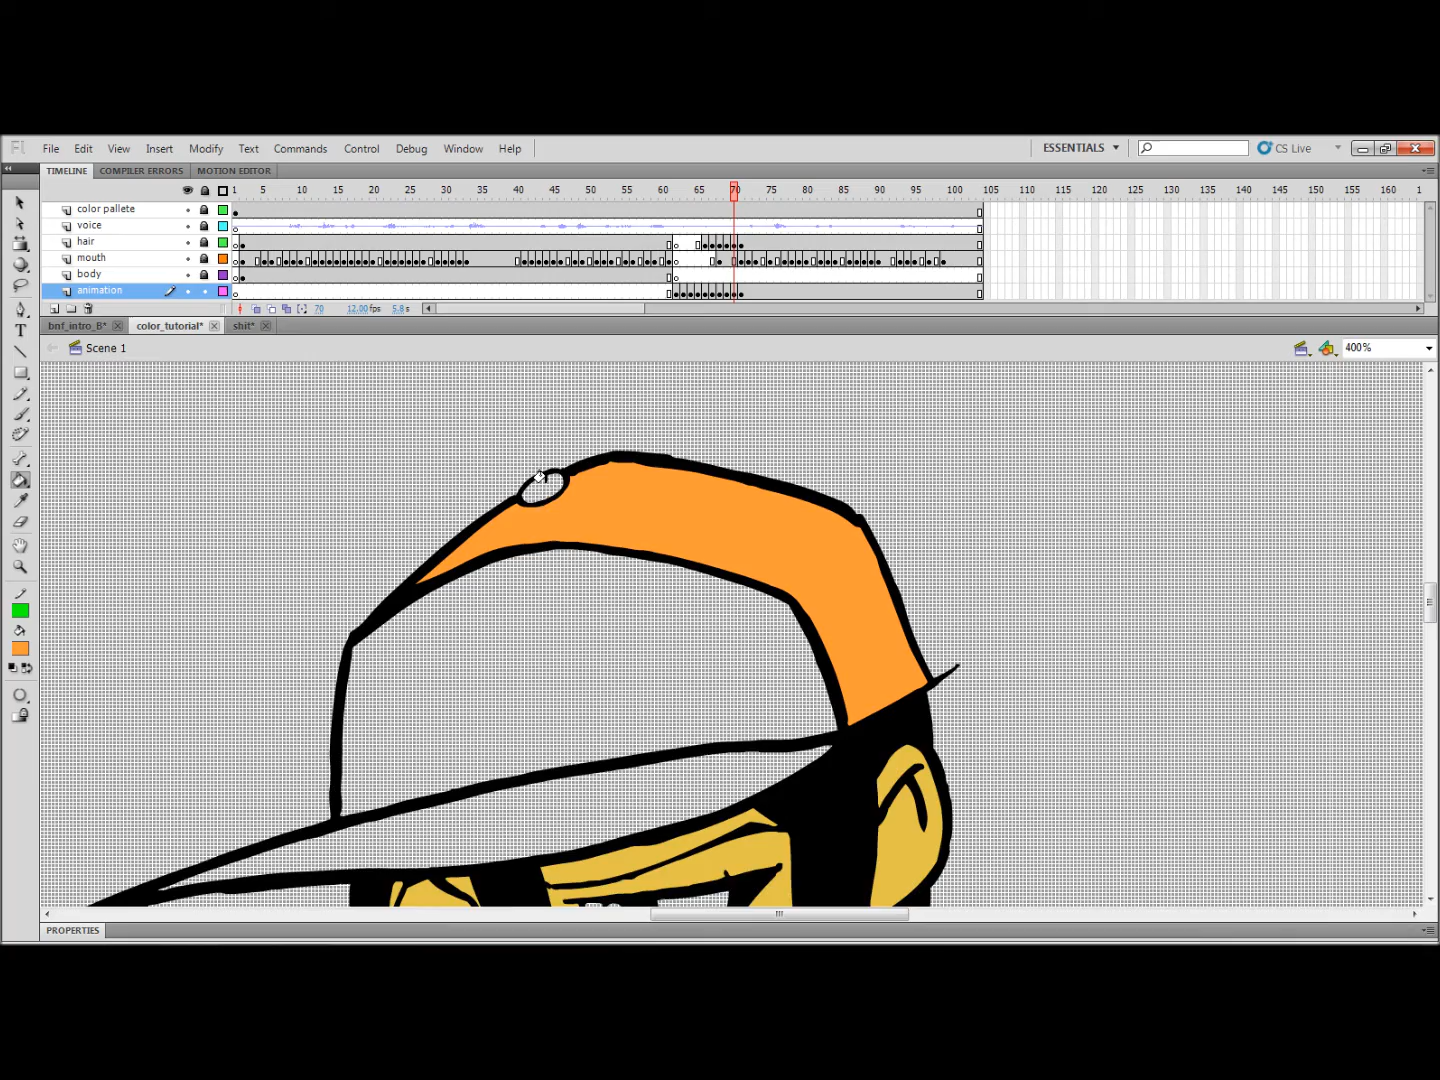 Fl File Edit View Insert Modify Text Commands Control Debug Window Help ESSENTIALS CS Live
TIMELINE COMPILER ERRORS MOTION EDITOR
1 5 10 15 20 25 30 35 40 45 50 55 60 65 70 75 80 85 90 95 100 105 110 115 120 125 130 135 140 145 150 155 160 1
color pallete
voice
hair
mouth
body
animation
70 12.00 fps 5.8 s
bnf_intro_B* color_tutorial* shit*
Scene 1 400%
T
PROPERTIES